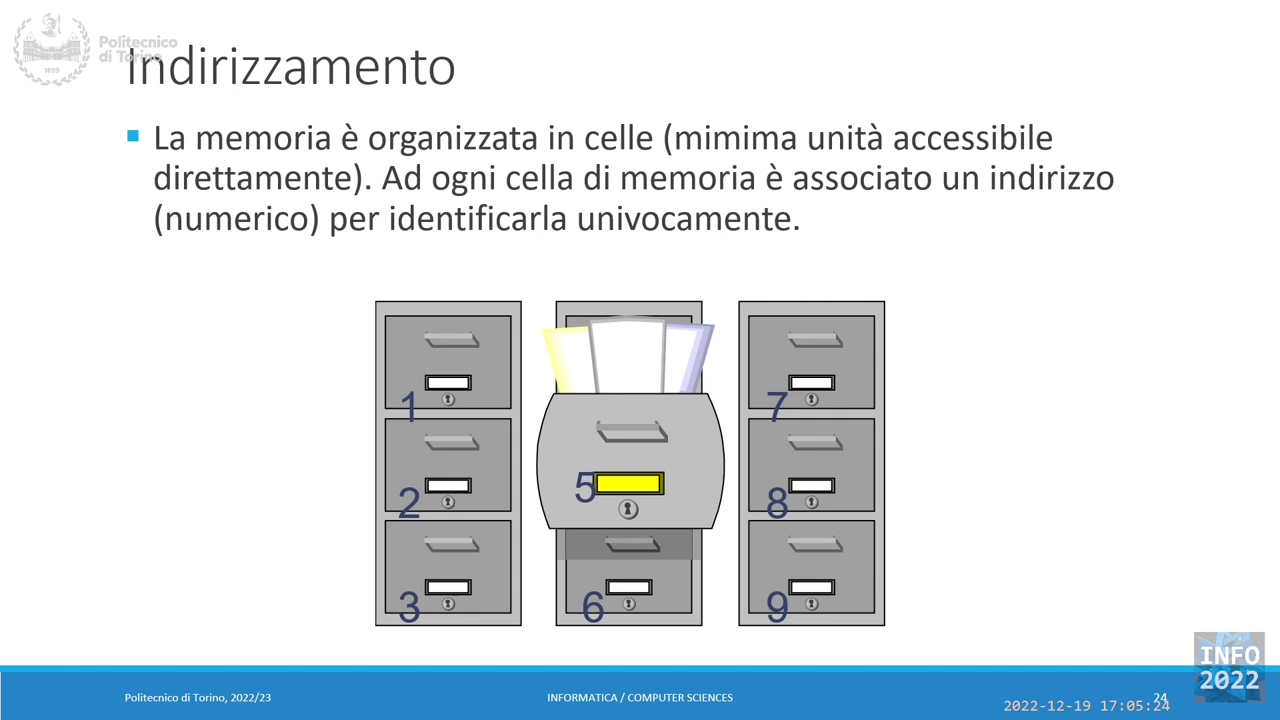 Politecnico
di Torino
1859
Indirizzamento
La memoria è organizzata in celle (mimima unità accessibile
direttamente). Ad ogni cella di memoria è associato un indirizzo
(numerico) per identificarla univocamente.
1
2
3
5
6
7
8
9
INFO
2022
Politecnico di Torino, 2022/23
INFORMATICA / COMPUTER SCIENCES
24
2022-12-19 17:05:24